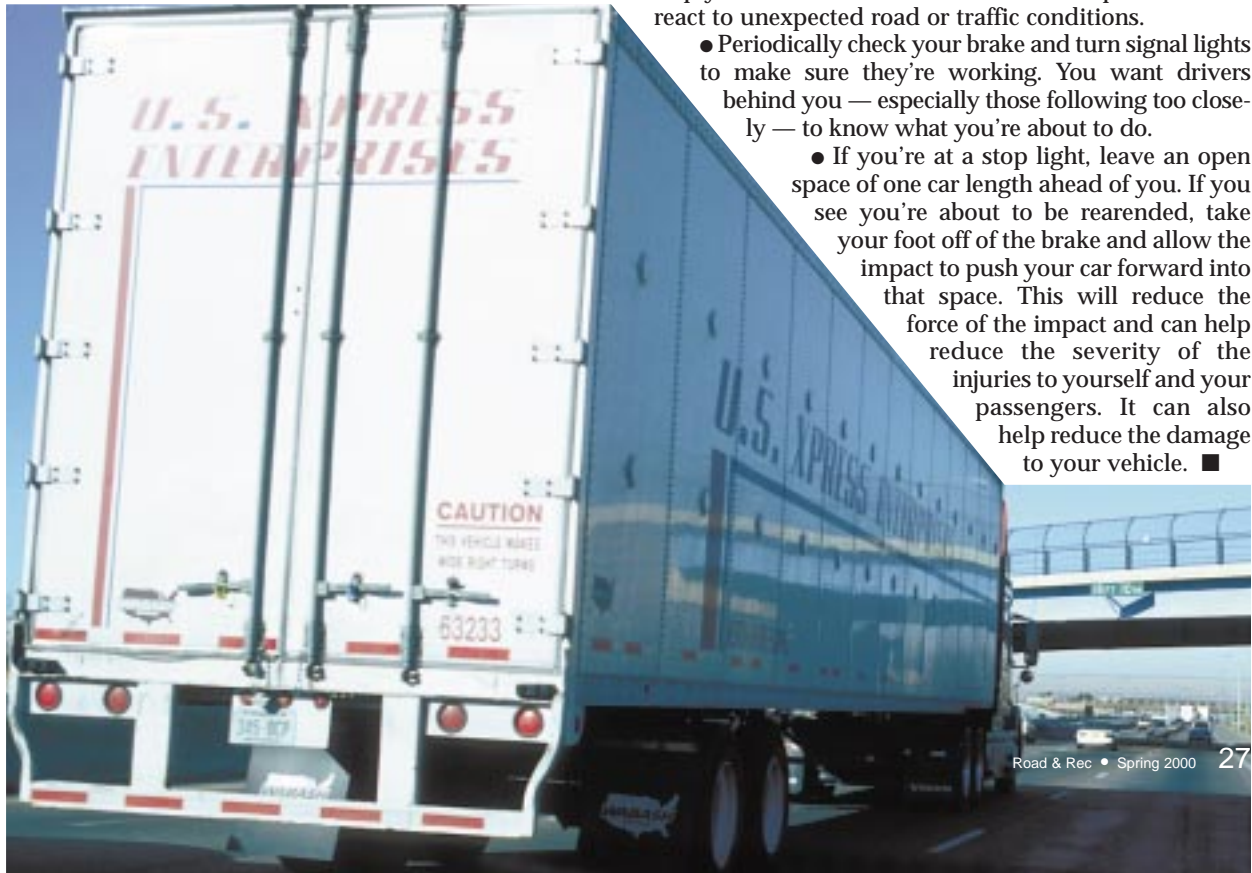 react to unexpected road or traffic conditions.
● Periodically check your brake and turn signal lights
to make sure they're working. You want drivers
behind you — especially those following too close-
ly — to know what you're about to do.
● If you're at a stop light, leave an open
space of one car length ahead of you. If you
see you're about to be rearended, take
your foot off of the brake and allow the
impact to push your car forward into
that space. This will reduce the
force of the impact and can help
reduce the severity of the
injuries to yourself and your
passengers. It can also
help reduce the damage
to your vehicle. ■
U.S. XPRESS
ENTERPRISES
U.S. XPRESS ENTERPRISES
CAUTION
THIS VEHICLE MAKES
WIDE RIGHT TURNS
63233
WABASH
WABASH
Road & Rec ● Spring 2000 27